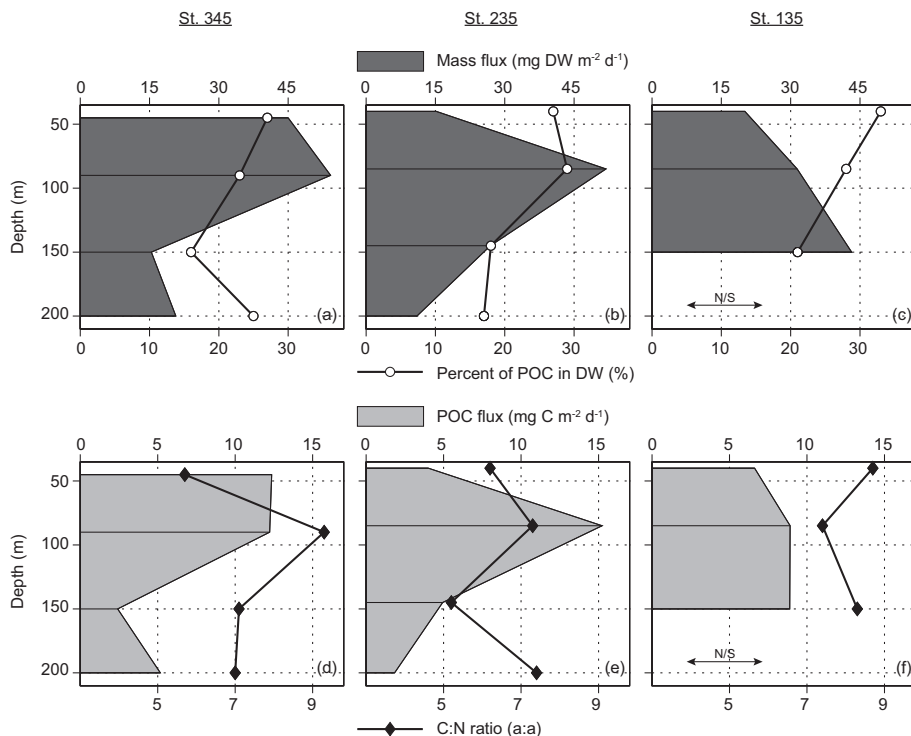 St. 345 St. 235 St. 135
Mass flux (mg DW m⁻² d⁻¹)
0 15 30 45 0 15 30 45 0 15 30 45
50
100
150
200
Depth (m)
N/S
(a) (b) (c)
0 10 20 30 0 10 20 30 0 10 20 30
Percent of POC in DW (%)
POC flux (mg C m⁻² d⁻¹)
0 5 10 15 0 5 10 15 0 5 10 15
50
100
150
200
Depth (m)
N/S
(d) (e) (f)
5 7 9 5 7 9 5 7 9
C:N ratio (a:a)